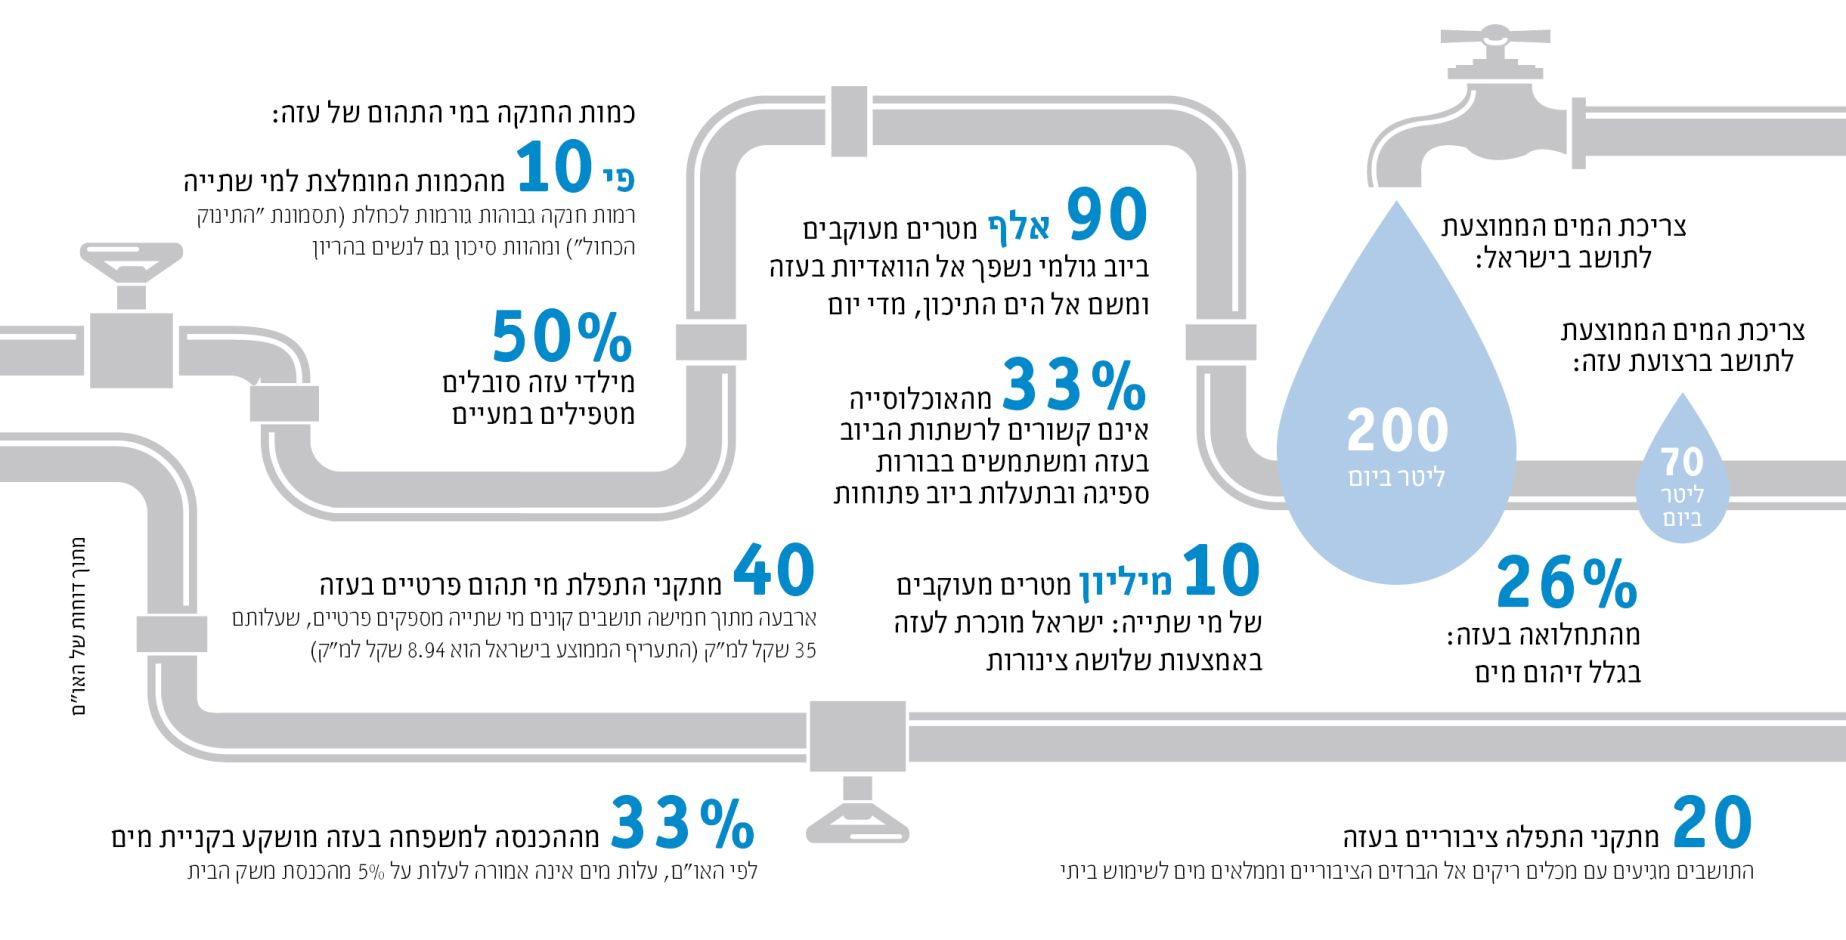 צריכת המים הממוצעת
לתושב בישראל:
200
ליטר ביום
צריכת המים הממוצעת
לתושב ברצועת עזה:
70
ליטר
ביום
26%
מהתחלואה בעזה:
בגלל זיהום מים
90 אלף מטרים מעוקבים
ביוב גולמי נשפך אל הוואדיות בעזה
ומשם אל הים התיכון, מדי יום
33% מהאוכלוסייה
אינם קשורים לרשתות הביוב
בעזה ומשתמשים בבורות
ספיגה ובתעלות ביוב פתוחות
10 מיליון מטרים מעוקבים
של מי שתייה: ישראל מוכרת לעזה
באמצעות שלושה צינורות
כמות החנקה במי התהום של עזה:
פי 10 מהכמות המומלצת למי שתייה
רמות חנקה גבוהות גורמות לכחלת (תסמונת "התינוק
הכחול") ומהוות סיכון גם לנשים בהריון
50%
מילדי עזה סובלים
מטפילים במעיים
40 מתקני התפלת מי תהום פרטיים בעזה
ארבעה מתוך חמישה תושבים קונים מי שתייה מספקים פרטיים, שעלותם
35 שקל למ"ק (התעריף הממוצע בישראל הוא 8.94 שקל למ"ק)
20 מתקני התפלה ציבוריים בעזה
התושבים מגיעים עם מכלים ריקים אל הברזים הציבוריים וממלאים מים לשימוש ביתי
33% מההכנסה למשפחה בעזה מושקע בקניית מים
לפי האו"ם, עלות מים אינה אמורה לעלות על 5% מהכנסת משק הבית
מתוך דוחות של האו"ם